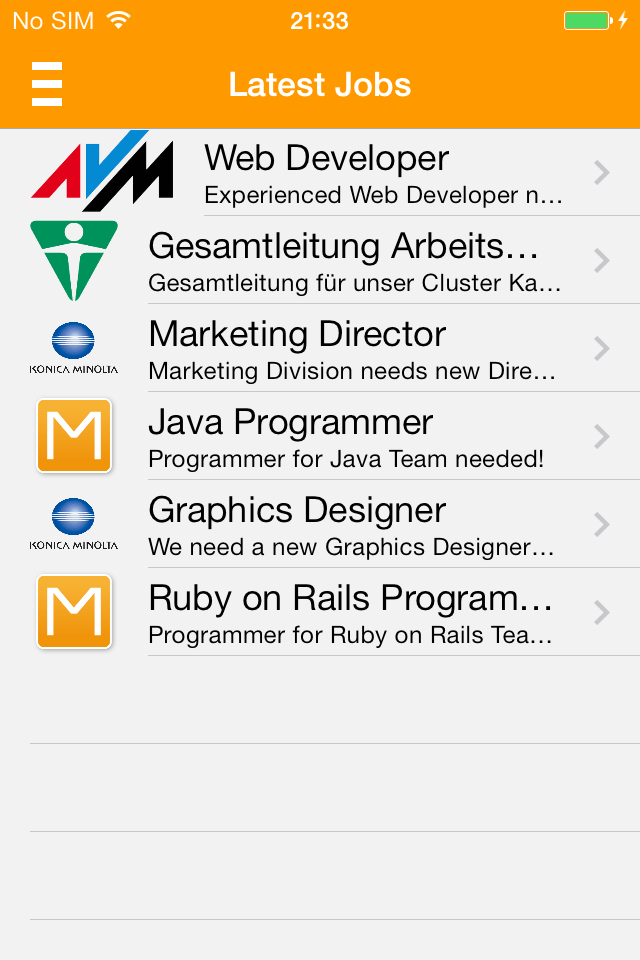 No SIM 21:33
Latest Jobs
AVM
Web Developer
Experienced Web Developer n...
Gesamtleitung Arbeits...
Gesamtleitung für unser Cluster Ka...
KONICA MINOLTA
Marketing Director
Marketing Division needs new Dire...
M
Java Programmer
Programmer for Java Team needed!
KONICA MINOLTA
Graphics Designer
We need a new Graphics Designer...
M
Ruby on Rails Program...
Programmer for Ruby on Rails Tea...